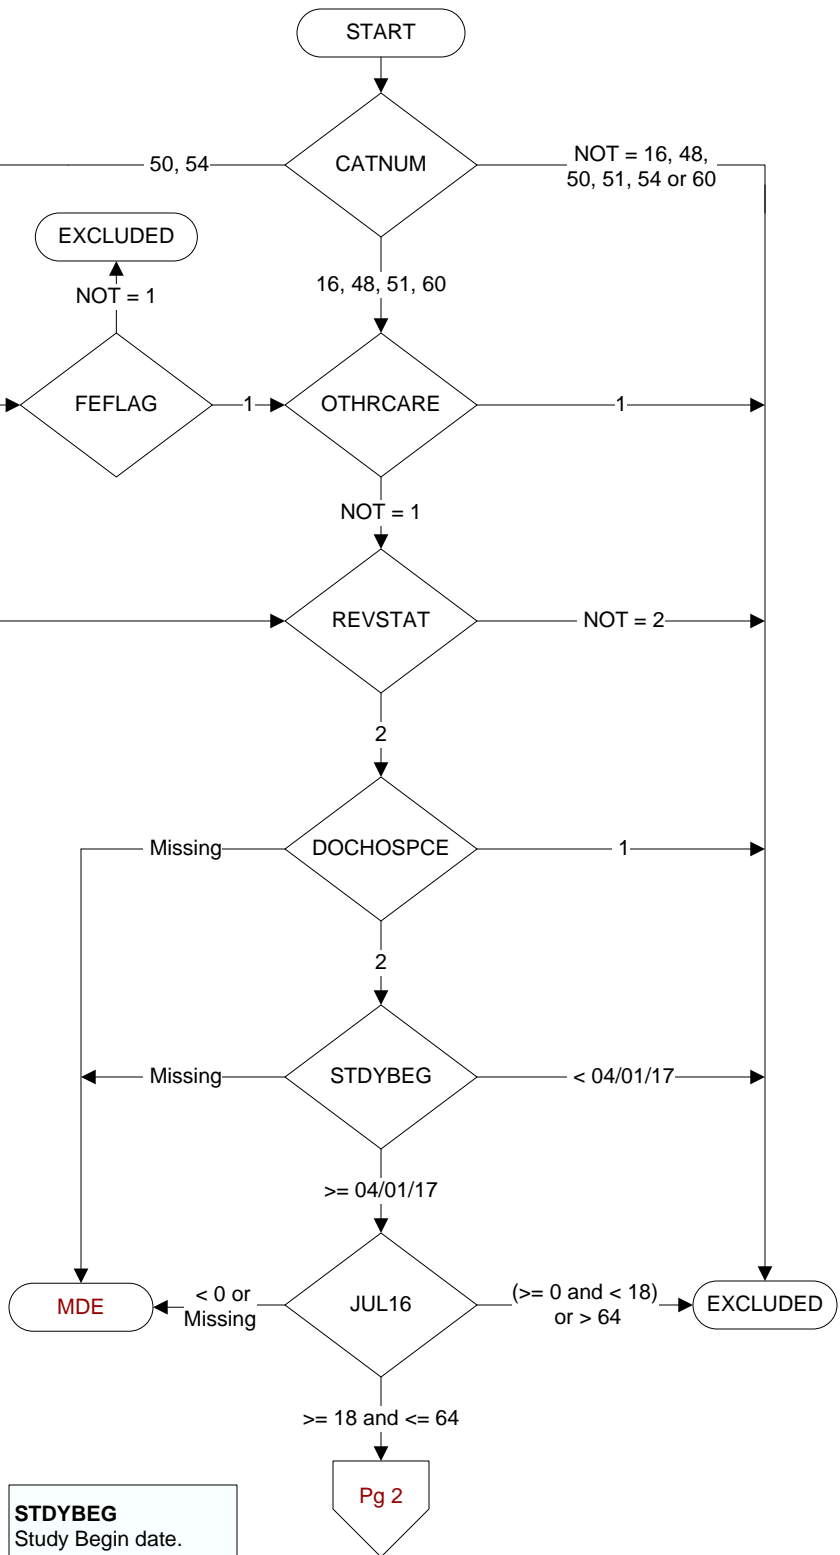 START
CATNUM
50, 54
NOT = 16, 48,
50, 51, 54 or 60
EXCLUDED
NOT = 1
16, 48, 51, 60
FEFLAG
1
OTHRCARE
1
NOT = 1
REVSTAT
NOT = 2
2
DOCHOSPCE
Missing
1
2
STDYBEG
Missing
< 04/01/17
>= 04/01/17
JUL16
MDE
< 0 or
Missing
(>= 0 and < 18)
or > 64
EXCLUDED
>= 18 and <= 64
Pg 2
STDYBEG
Study Begin date.